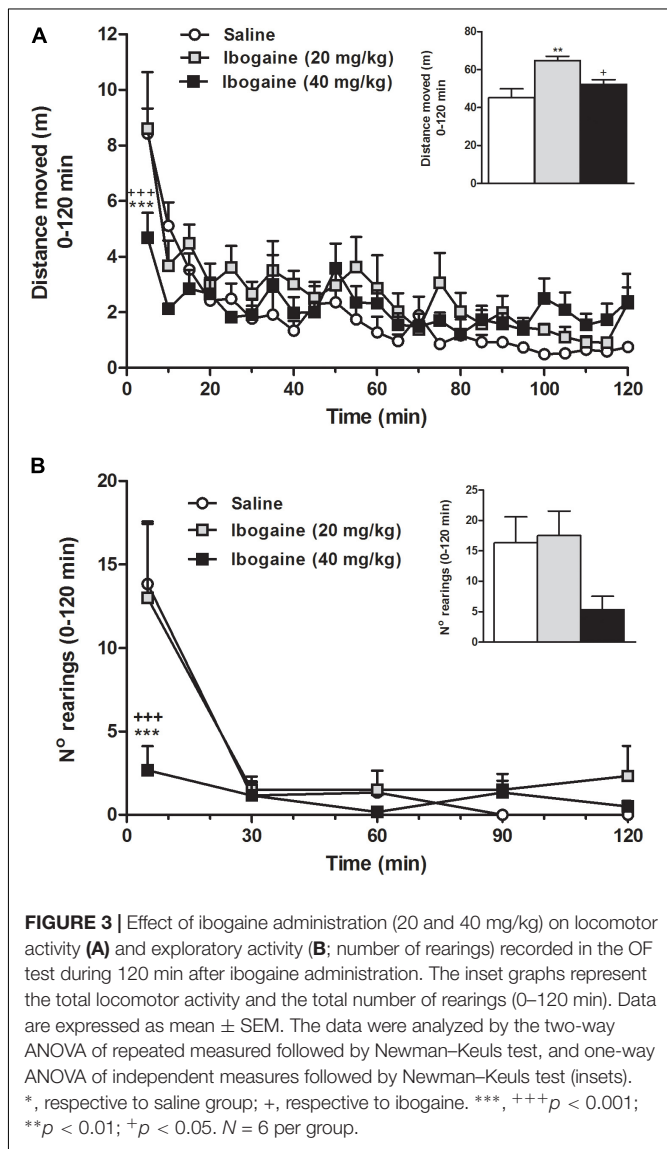 A
Saline
Ibogaine (20 mg/kg)
Ibogaine (40 mg/kg)
12
10
8
6
4
2
0
Distance moved (m)
0-120 min
+++
***
0 20 40 60 80 100 120
Time (min)
80
60
40
20
0
Distance moved (m)
0-120 min
**
+
B
Saline
Ibogaine (20 mg/kg)
Ibogaine (40 mg/kg)
20
15
10
5
0
Nº rearings (0-120 min)
+++
***
0 30 60 90 120
Time (min)
25
20
15
10
5
0
Nº rearings (0-120 min)
FIGURE 3 | Effect of ibogaine administration (20 and 40 mg/kg) on locomotor
activity (A) and exploratory activity (B; number of rearings) recorded in the OF
test during 120 min after ibogaine administration. The inset graphs represent
the total locomotor activity and the total number of rearings (0–120 min). Data
are expressed as mean ± SEM. The data were analyzed by the two-way
ANOVA of repeated measured followed by Newman–Keuls test, and one-way
ANOVA of independent measures followed by Newman–Keuls test (insets).
*, respective to saline group; +, respective to ibogaine. ***, +++p < 0.001;
**p < 0.01; +p < 0.05. N = 6 per group.